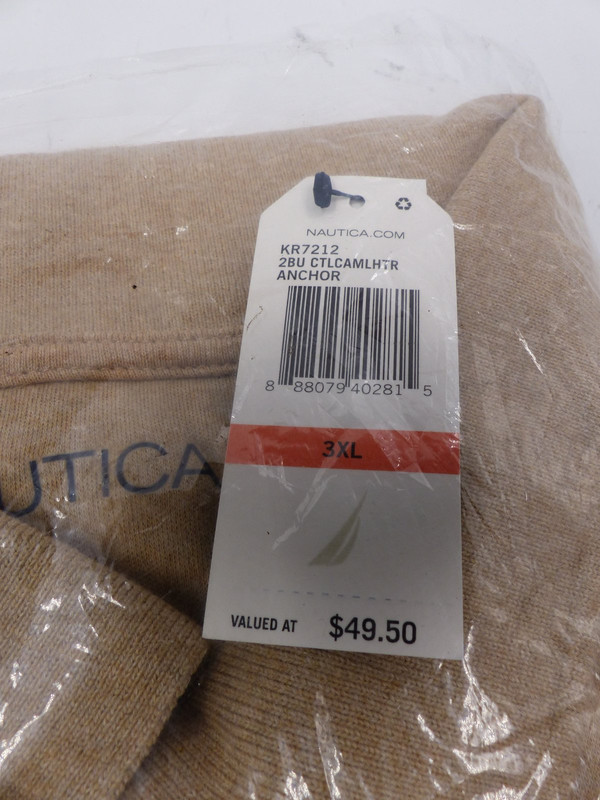 NAUTICA.COM
KR7212
2BU CTLCAMLHTR
ANCHOR
8 88079 40281 5
3XL
UTICA
VALUED AT $49.50